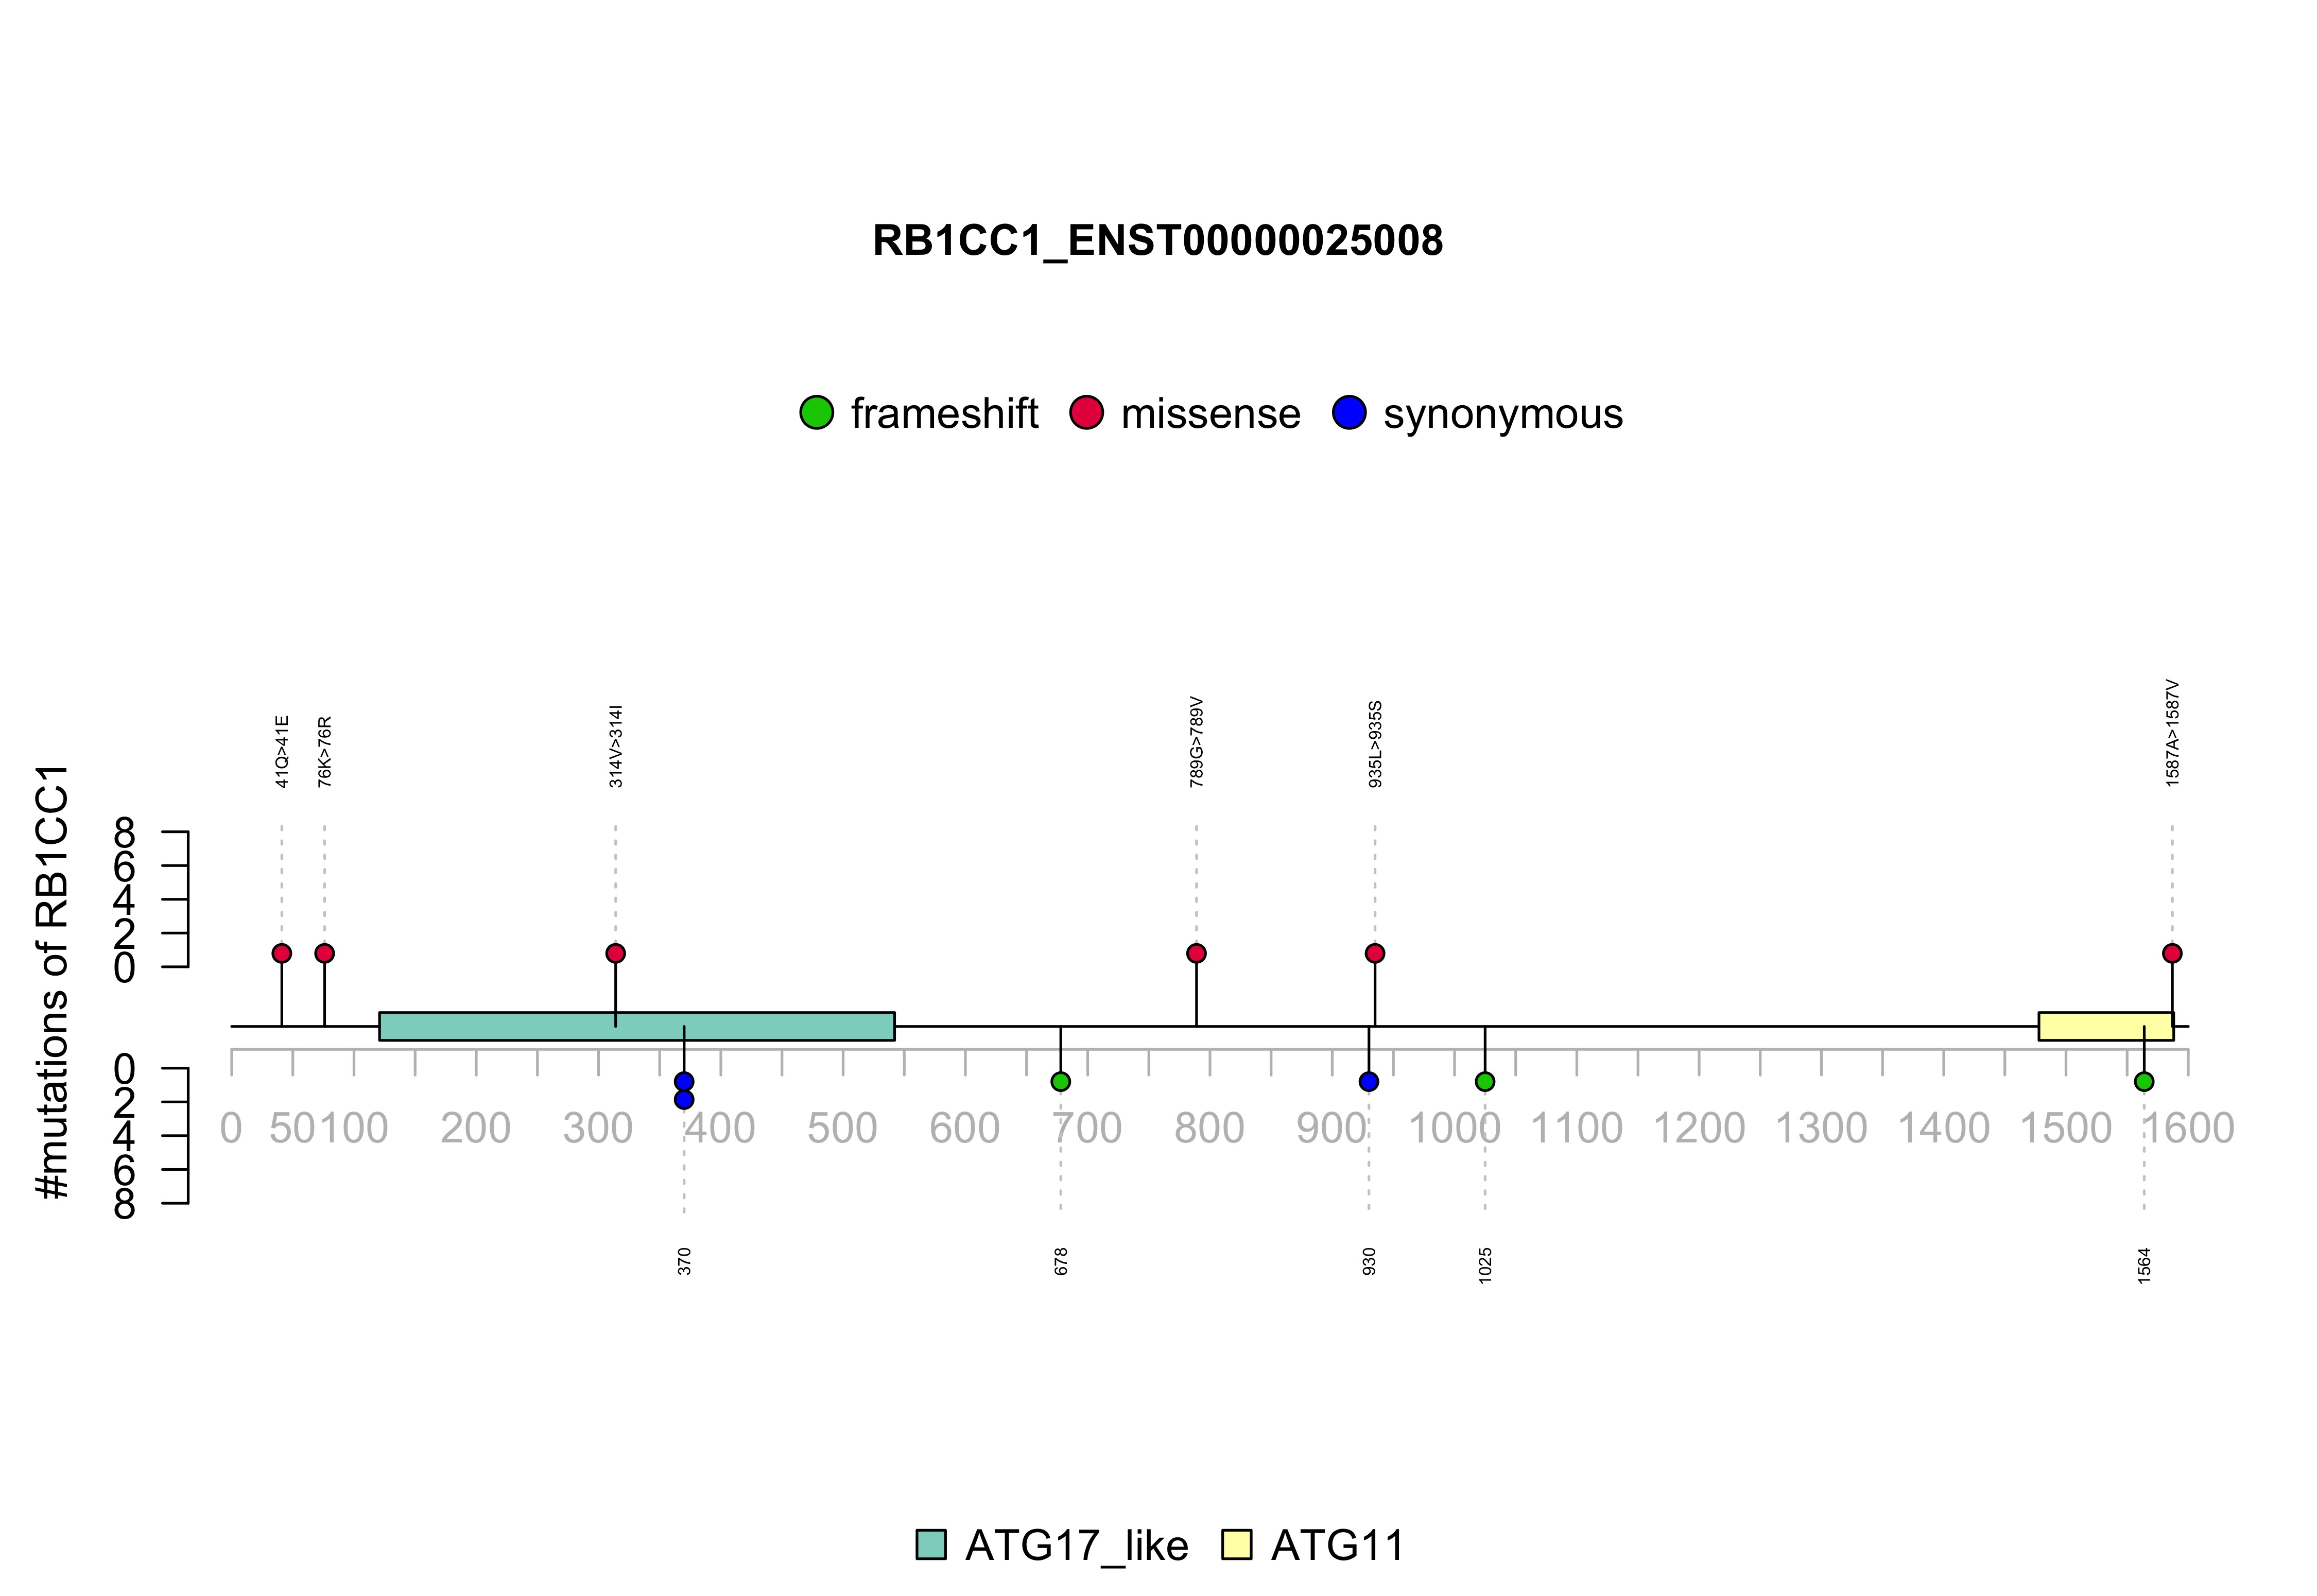 RB1CC1_ENST00000025008
frameshift missense synonymous
41Q>41E
76K>76R
314V>314I
789G>789V
935L>935S
1587A>1587V
#mutations of RB1CC1
8
6
4
2
0
0
2
4
6
8
0 50 100 200 300 400 500 600 700 800 900 1000 1100 1200 1300 1400 1500 1600
370
678
930
1025
1564
ATG17_like ATG11